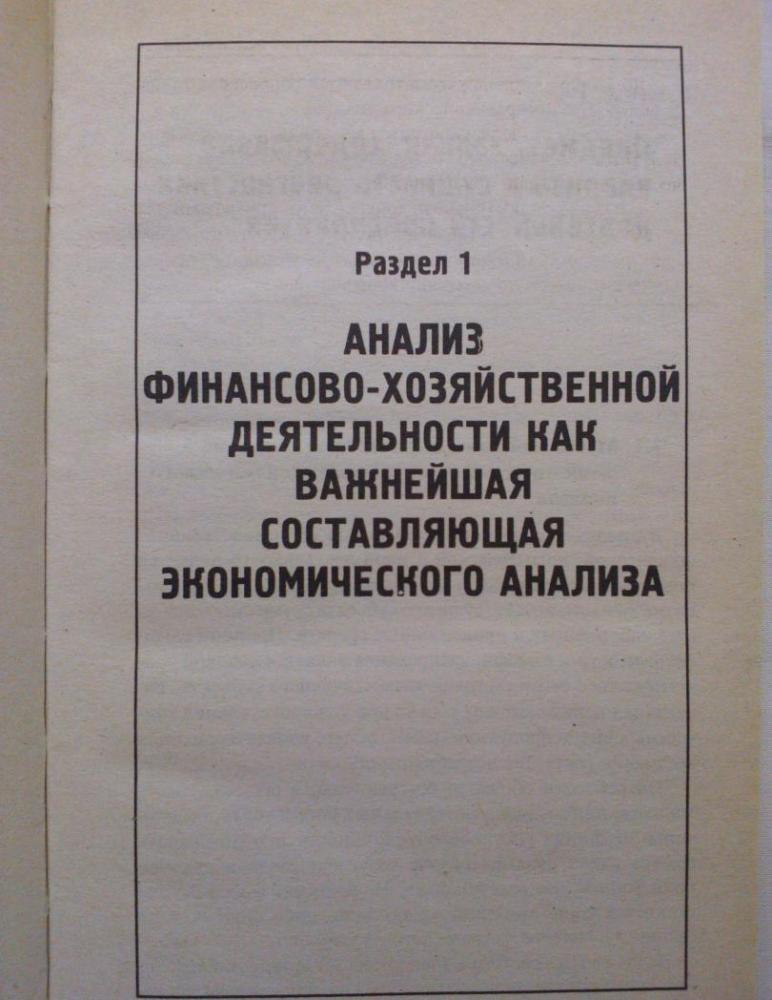 Раздел 1
АНАЛИЗ
ФИНАНСОВО-ХОЗЯЙСТВЕННОЙ
ДЕЯТЕЛЬНОСТИ КАК
ВАЖНЕЙШАЯ
СОСТАВЛЯЮЩАЯ
ЭКОНОМИЧЕСКОГО АНАЛИЗА